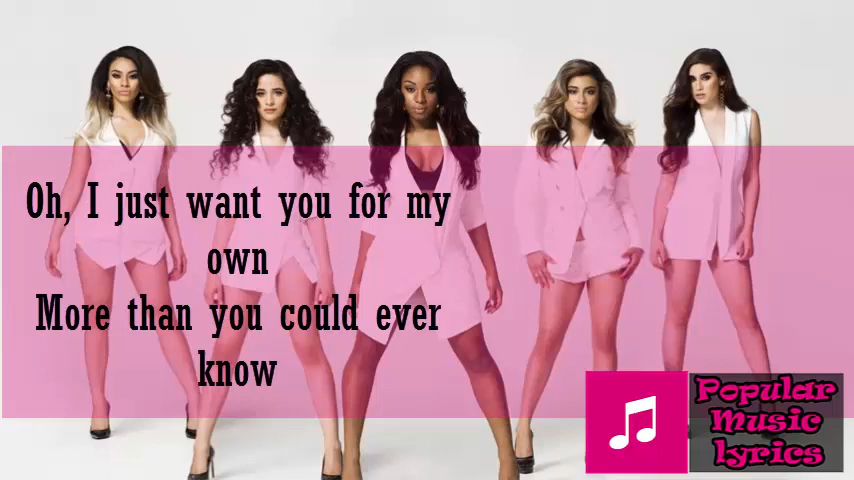 Oh, I just want you for my
own
More than you could ever
know
Popular
Music
lyrics